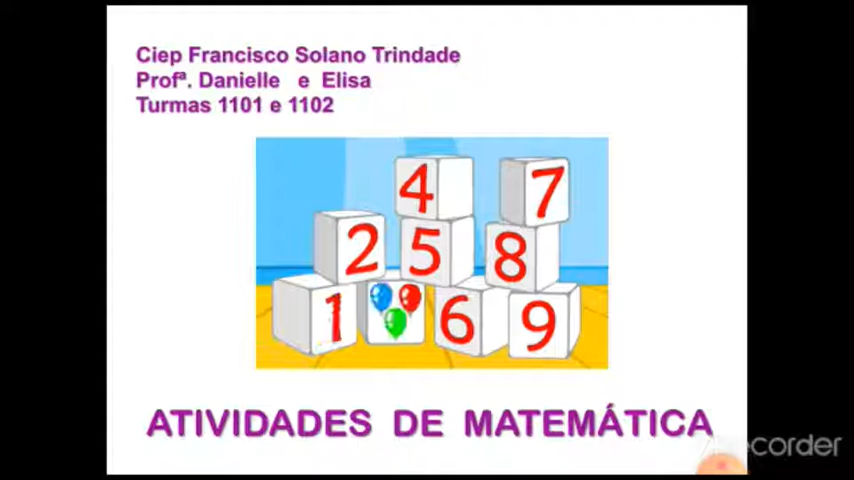 Ciep Francisco Solano Trindade
Profª. Danielle e Elisa
Turmas 1101 e 1102
4 7
2 5 8
1 6 9
ATIVIDADES DE MATEMÁTICA